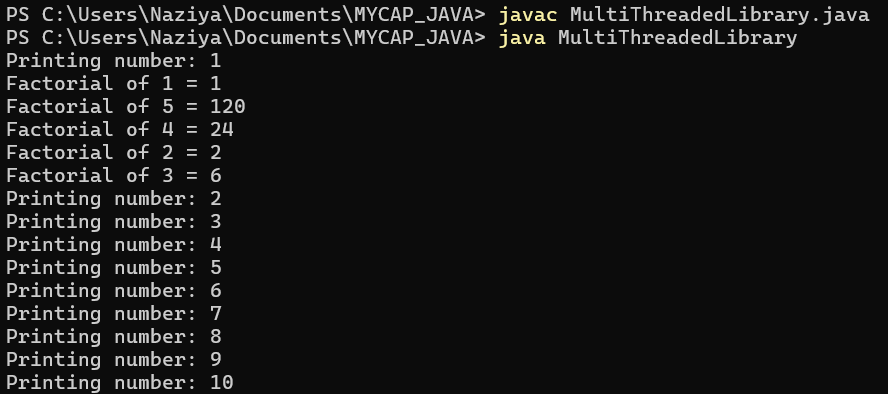 PS C:\Users\Naziya\Documents\MYCAP_JAVA> javac MultiThreadedLibrary.java
PS C:\Users\Naziya\Documents\MYCAP_JAVA> java MultiThreadedLibrary
Printing number: 1
Factorial of 1 = 1
Factorial of 5 = 120
Factorial of 4 = 24
Factorial of 2 = 2
Factorial of 3 = 6
Printing number: 2
Printing number: 3
Printing number: 4
Printing number: 5
Printing number: 6
Printing number: 7
Printing number: 8
Printing number: 9
Printing number: 10